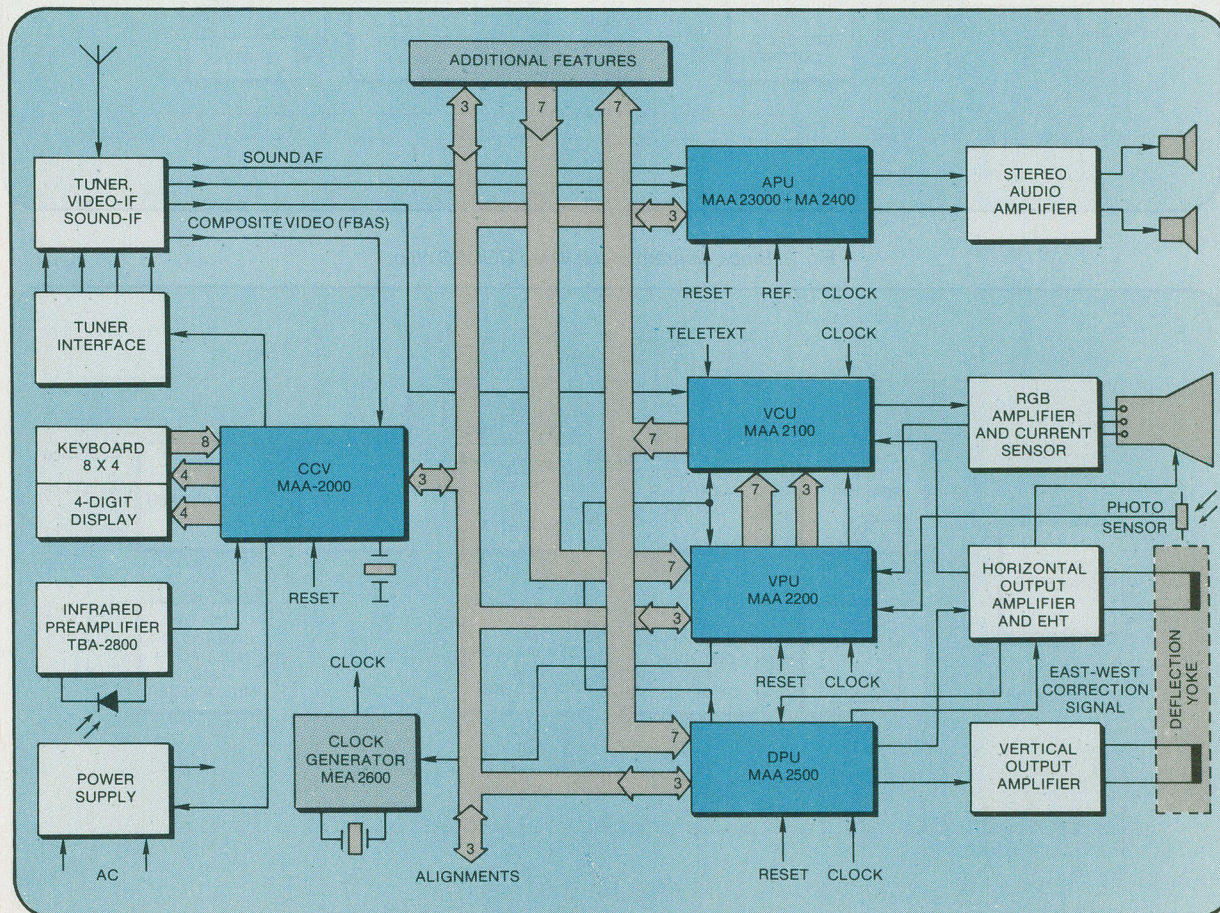 ADDITIONAL FEATURES
3
7
7
TUNER,
VIDEO-IF
SOUND-IF
SOUND AF
COMPOSITE VIDEO (FBAS)
APU
MAA 23000 + MA 2400
3
STEREO
AUDIO
AMPLIFIER
RESET
REF.
CLOCK
TUNER
INTERFACE
TELETEXT
CLOCK
VCU
MAA 2100
7
RGB
AMPLIFIER
AND CURRENT
SENSOR
KEYBOARD
8 X 4
4-DIGIT
DISPLAY
8
4
4
CCV
MAA-2000
3
7
3
PHOTO
SENSOR
RESET
VPU
MAA 2200
7
3
HORIZONTAL
OUTPUT
AMPLIFIER
AND EHT
INFRARED
PREAMPLIFIER
TBA-2800
CLOCK
RESET
CLOCK
EAST-WEST
CORRECTION
SIGNAL
DEFLECTION
YOKE
POWER
SUPPLY
AC
CLOCK
GENERATOR
MEA 2600
7
3
DPU
MAA 2500
VERTICAL
OUTPUT
AMPLIFIER
3
ALIGNMENTS
RESET
CLOCK